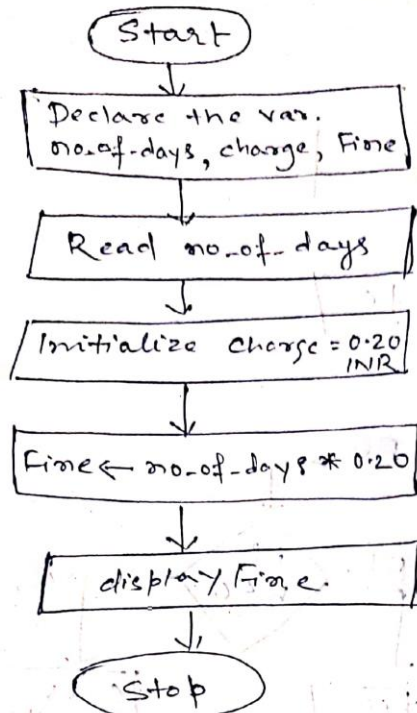 Start
Declare the var.
no-of-days, charge, Fine
Read no-of-days
Initialize charge = 0.20
INR
Fine ← no-of-days * 0.20
display Fine.
Stop